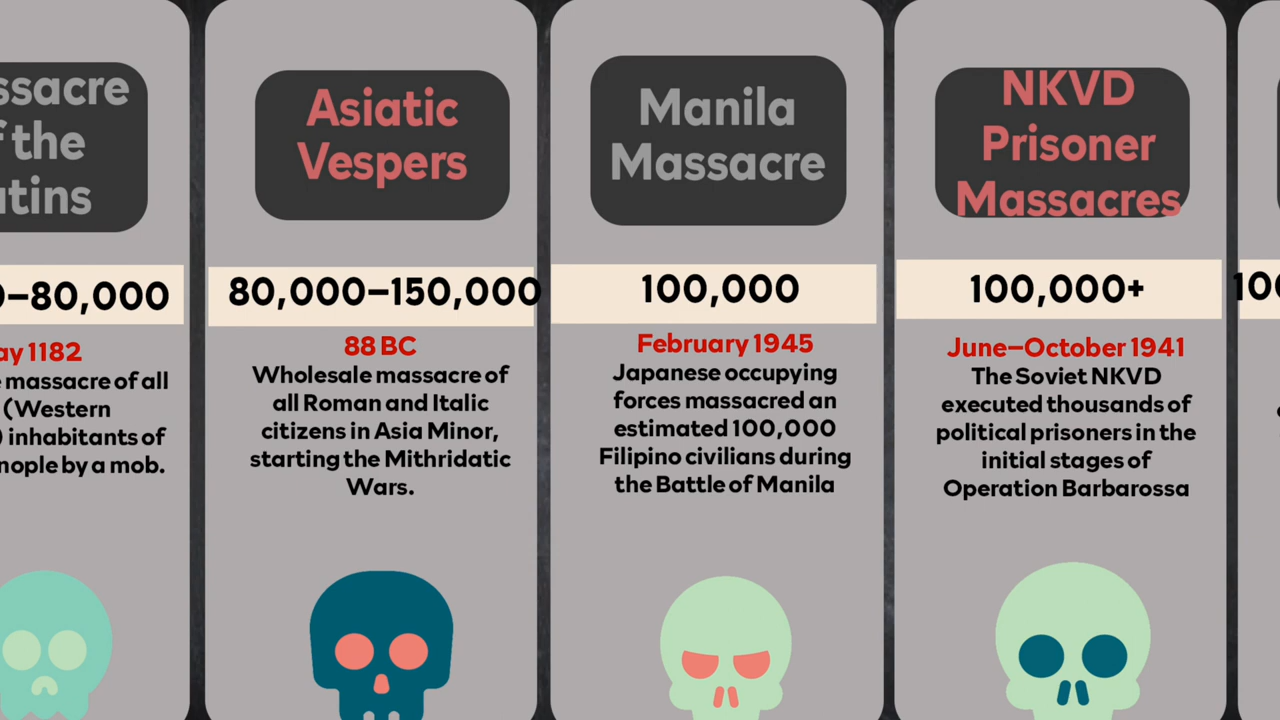 ssacre
f the
tins
0–80,000
ay 1182
massacre of all
(Western
) inhabitants of
nople by a mob.
Asiatic
Vespers
80,000–150,000
88 BC
Wholesale massacre of
all Roman and Italic
citizens in Asia Minor,
starting the Mithridatic
Wars.
Manila
Massacre
100,000
February 1945
Japanese occupying
forces massacred an
estimated 100,000
Filipino civilians during
the Battle of Manila
NKVD
Prisoner
Massacres
100,000+
June–October 1941
The Soviet NKVD
executed thousands of
political prisoners in the
initial stages of
Operation Barbarossa
100